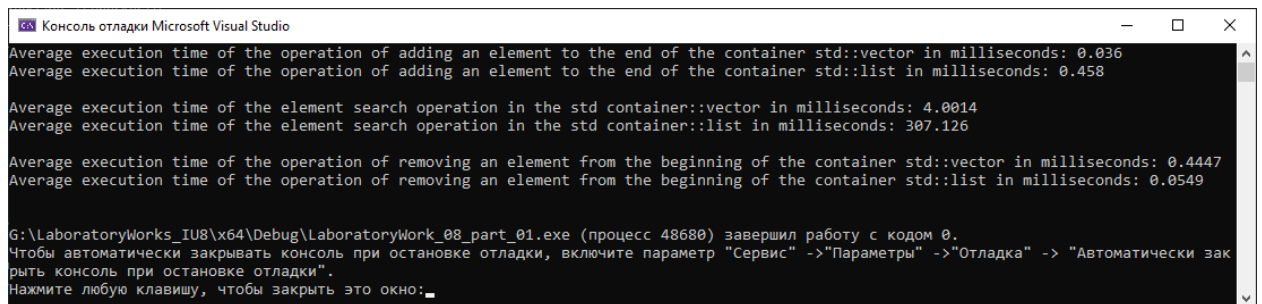 Консоль отладки Microsoft Visual Studio
Average execution time of the operation of adding an element to the end of the container std::vector in milliseconds: 0.036
Average execution time of the operation of adding an element to the end of the container std::list in milliseconds: 0.458
Average execution time of the element search operation in the std container::vector in milliseconds: 4.0014
Average execution time of the element search operation in the std container::list in milliseconds: 307.126
Average execution time of the operation of removing an element from the beginning of the container std::vector in milliseconds: 0.4447
Average execution time of the operation of removing an element from the beginning of the container std::list in milliseconds: 0.0549
G:\LaboratoryWorks_IU8\x64\Debug\LaboratoryWork_08_part_01.exe (процесс 48680) завершил работу с кодом 0.
Чтобы автоматически закрывать консоль при остановке отладки, включите параметр "Сервис" ->"Параметры" ->"Отладка" -> "Автоматически зак
рыть консоль при остановке отладки".
Нажмите любую клавишу, чтобы закрыть это окно: